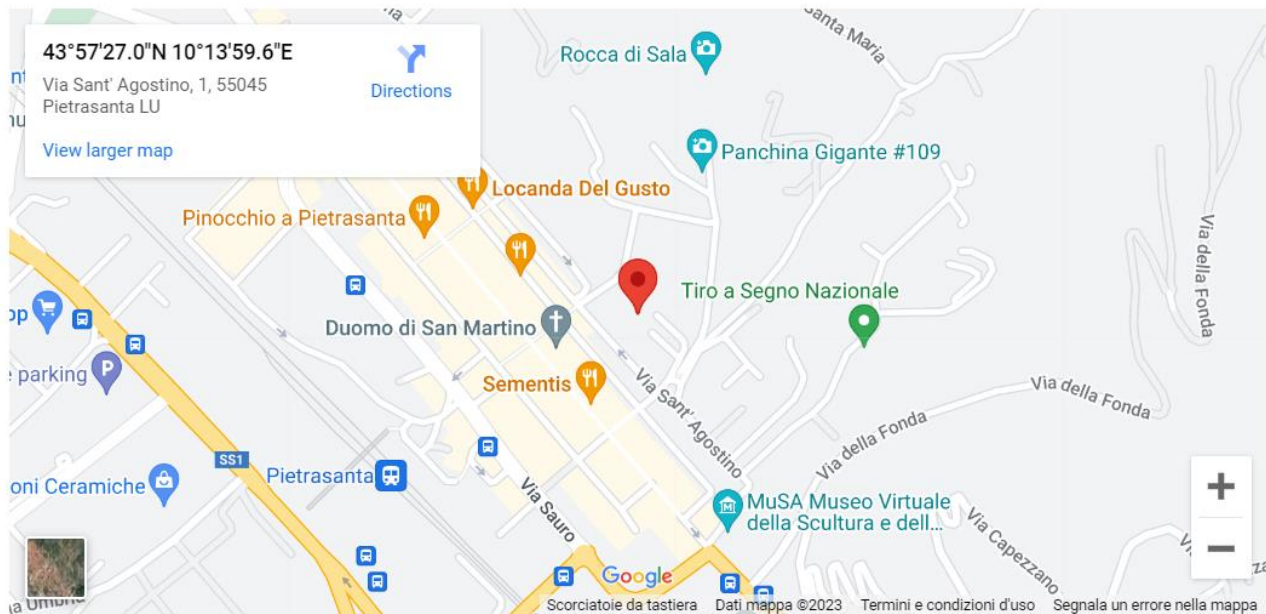 43°57'27.0"N 10°13'59.6"E
Via Sant' Agostino, 1, 55045
Pietrasanta LU
Directions
View larger map
Santa Maria
Rocca di Sala
Panchina Gigante #109
Locanda Del Gusto
Pinocchio a Pietrasanta
Via della Fonda
Tiro a Segno Nazionale
Duomo di San Martino
Sementis
parking
P
Via Sant' Agostino
Via della Fonda
Via della Fonda
SS1
Pietrasanta
oni Ceramiche
Via Sauro
MuSA Museo Virtuale
della Scultura e dell...
Via Capezzano
Via
+
−
Google
a Umbria
Scorciatoie da tastiera Dati mappa ©2023 Termini e condizioni d'uso Segnala un errore nella mappa